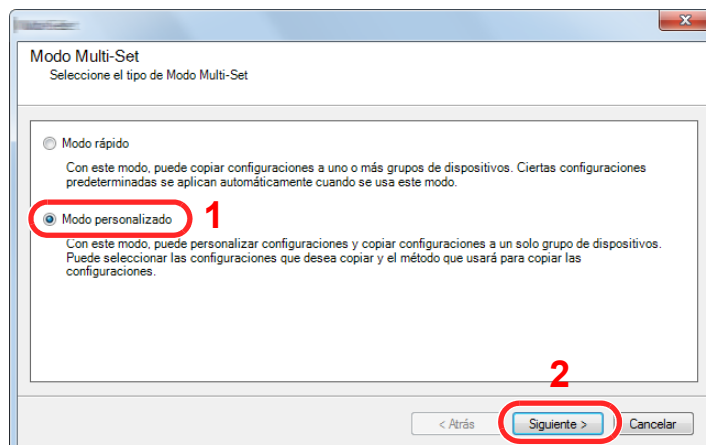 Modo Multi-Set
Seleccione el tipo de Modo Multi-Set
Modo rápido
Con este modo, puede copiar configuraciones a uno o más grupos de dispositivos. Ciertas configuraciones
predeterminadas se aplican automáticamente cuando se usa este modo.
Modo personalizado
1
Con este modo, puede personalizar configuraciones y copiar configuraciones a un solo grupo de dispositivos.
Puede seleccionar las configuraciones que desea copiar y el método que usará para copiar las
configuraciones.
2
< Atrás
Siguiente >
Cancelar